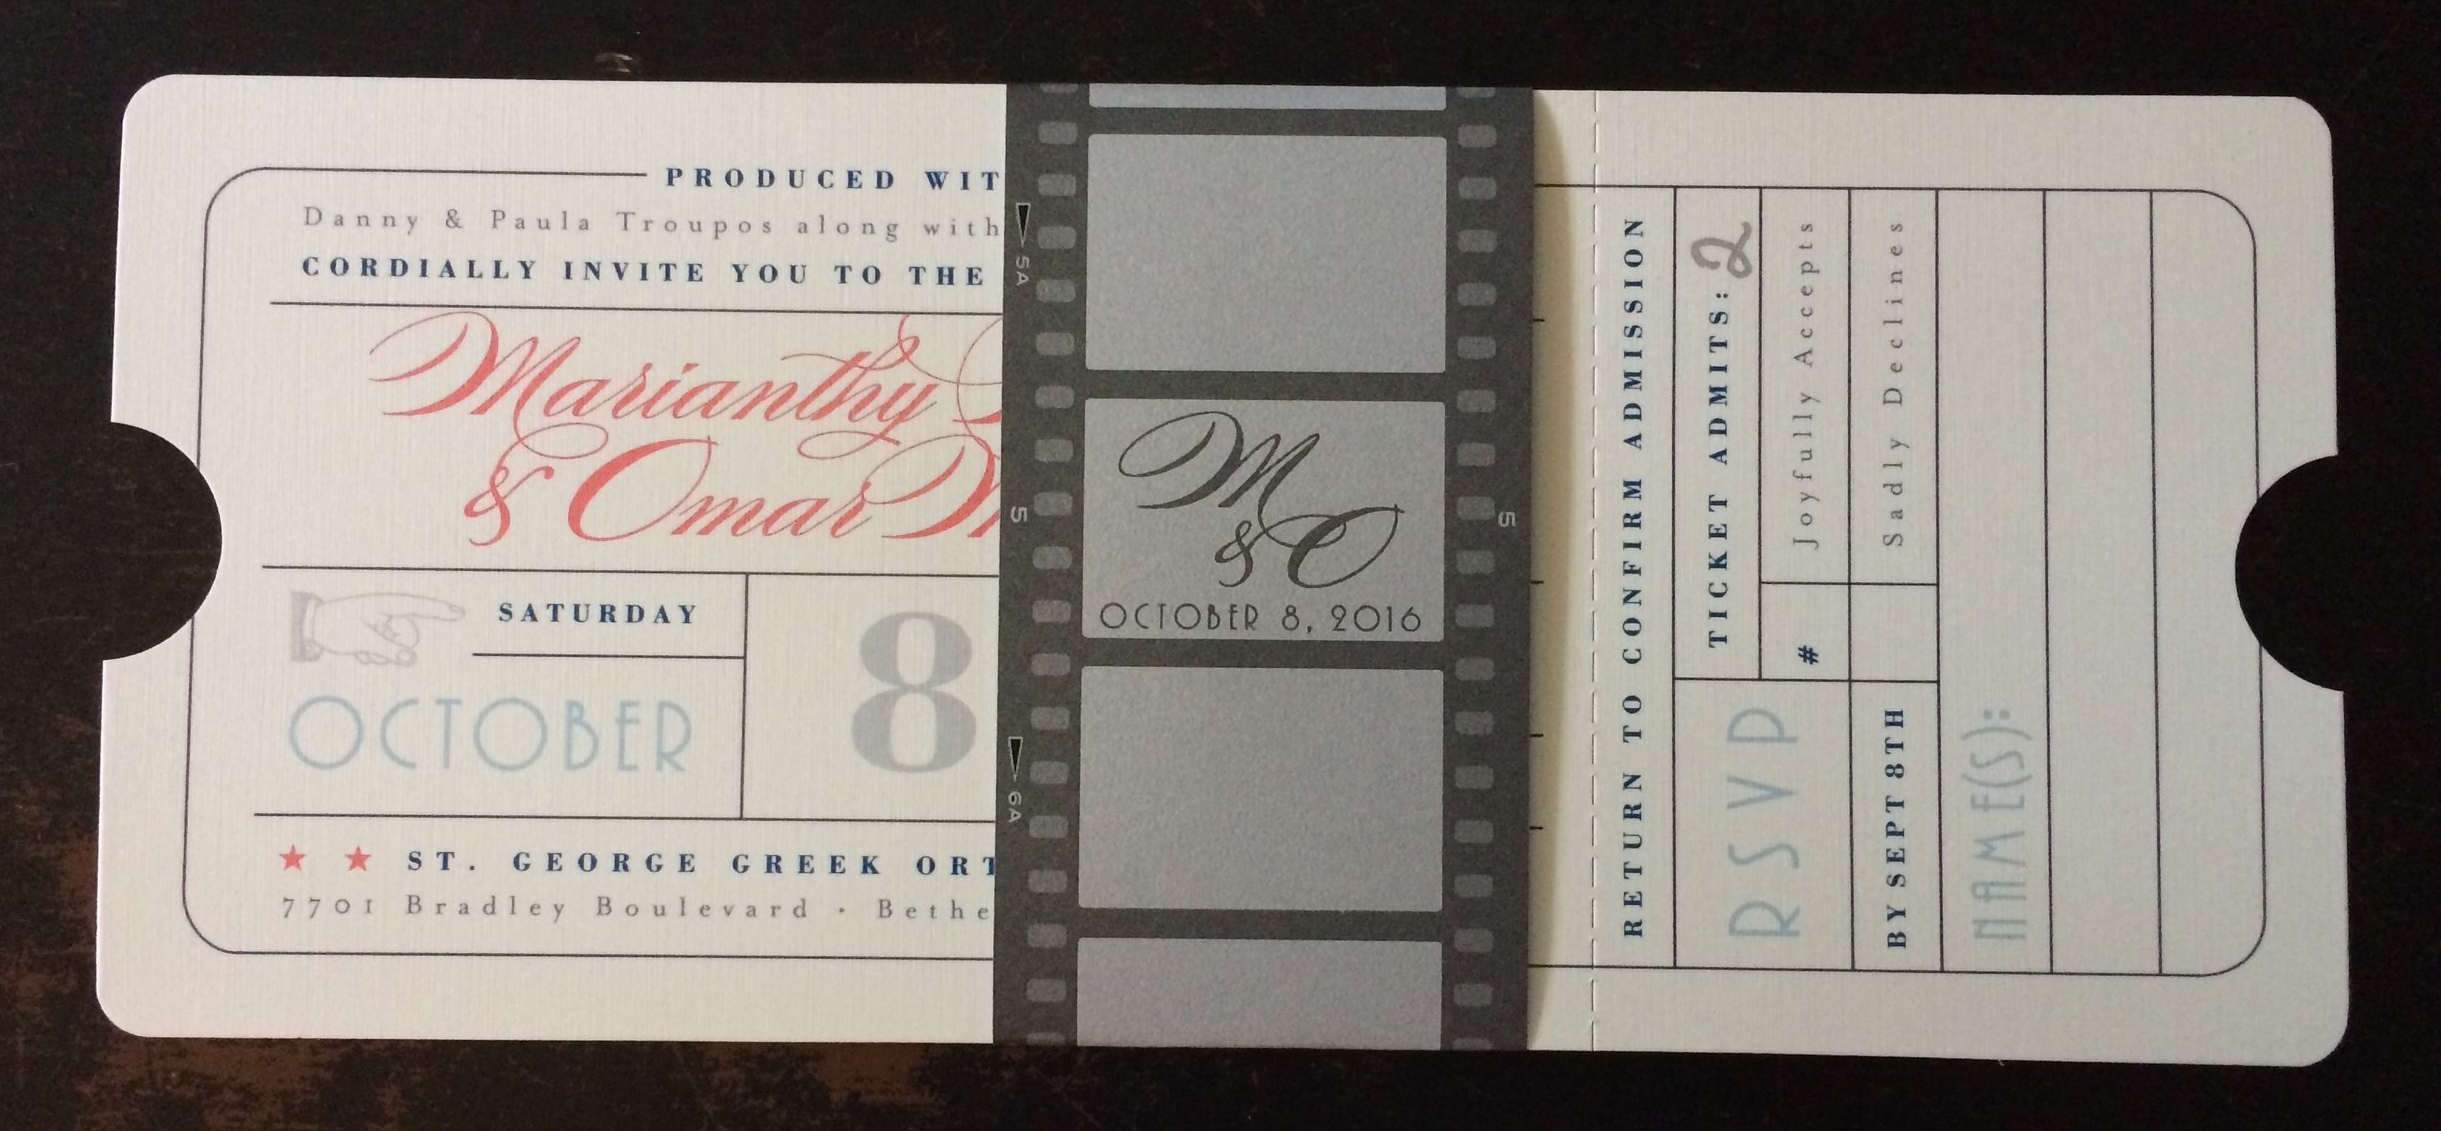 PRODUCED WIT
Danny & Paula Troupos along with
CORDIALLY INVITE YOU TO THE
Marianthy
& Omar
SATURDAY
OCTOBER
8
ST. GEORGE GREEK ORT
7701 Bradley Boulevard · Bethe
5A
5
6A
M
& O
OCTOBER 8, 2016
5
RETURN TO CONFIRM ADMISSION
TICKET ADMITS: 2
Joyfully Accepts
#
Sadly Declines
RSVP
BY SEPT 8TH
NAME(S):